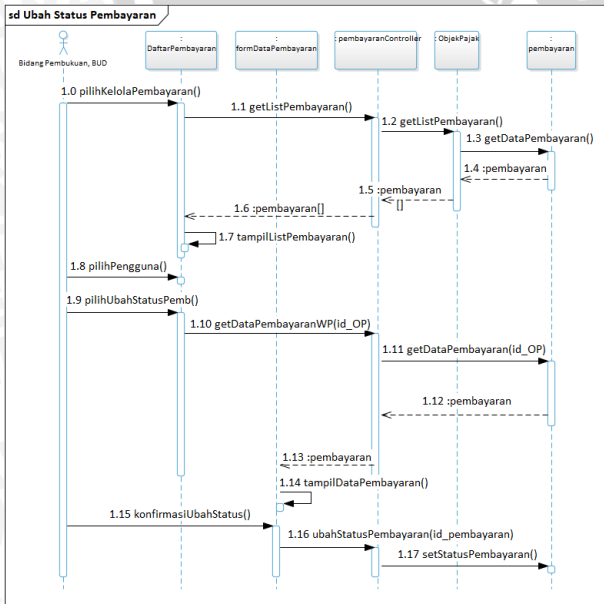 sd Ubah Status Pembayaran
:
DaftarPembayaran
:
formDataPembayaran
: pembayaranController
: ObjekPajak
:
pembayaran
Bidang Pembukuan, BUD
1.0 pilihKelolaPembayaran()
1.1 getListPembayaran()
1.2 getListPembayaran()
1.3 getDataPembayaran()
1.4 :pembayaran
1.5 :pembayaran
[]
1.6 :pembayaran[]
1.7 tampilListPembayaran()
1.8 pilihPengguna()
1.9 pilihUbahStatusPemb()
1.10 getDataPembayaranWP(id_OP)
1.11 getDataPembayaran(id_OP)
1.12 :pembayaran
1.13 :pembayaran
1.14 tampilDataPembayaran()
1.15 konfirmasiUbahStatus()
1.16 ubahStatusPembayaran(id_pembayaran)
1.17 setStatusPembayaran()